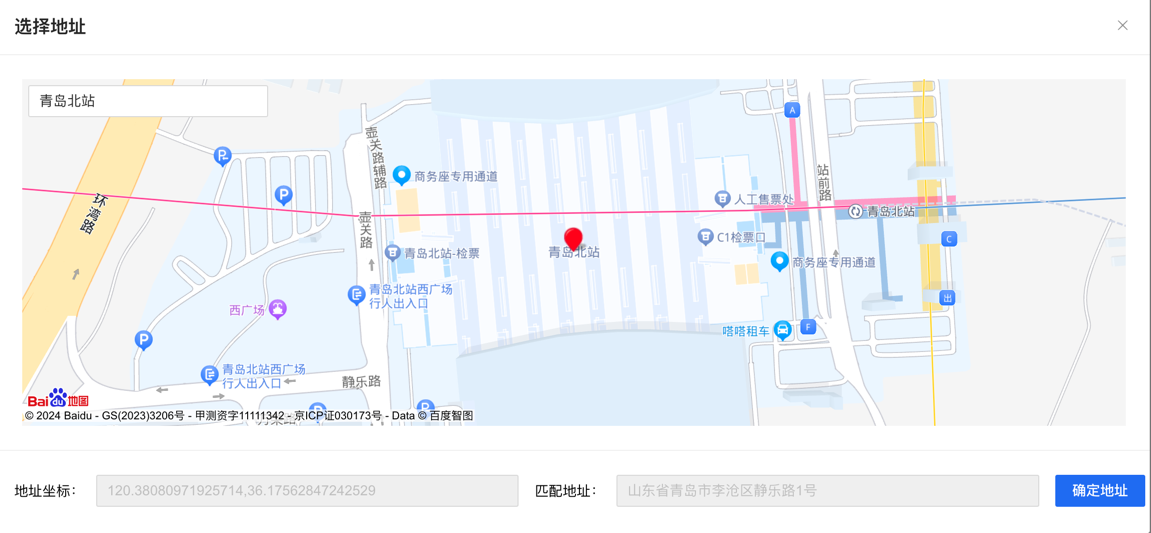 选择地址
青岛北站
环湾路
壶关路辅路
壶关路
商务座专用通道
青岛北站-检票
青岛北站西广场
行人出入口
西广场
青岛北站西广场
行人出入口
静乐路
青岛北站
人工售票处
C1检票口
商务座专用通道
嗒嗒租车
站前路
青岛北站
A
C
出
F
P
P
P
Bai du 地图
© 2024 Baidu - GS(2023)3206号 - 甲测资字11111342 - 京ICP证030173号 - Data © 百度智图
地址坐标:
120.38080971925714,36.17562847242529
匹配地址:
山东省青岛市李沧区静乐路1号
确定地址